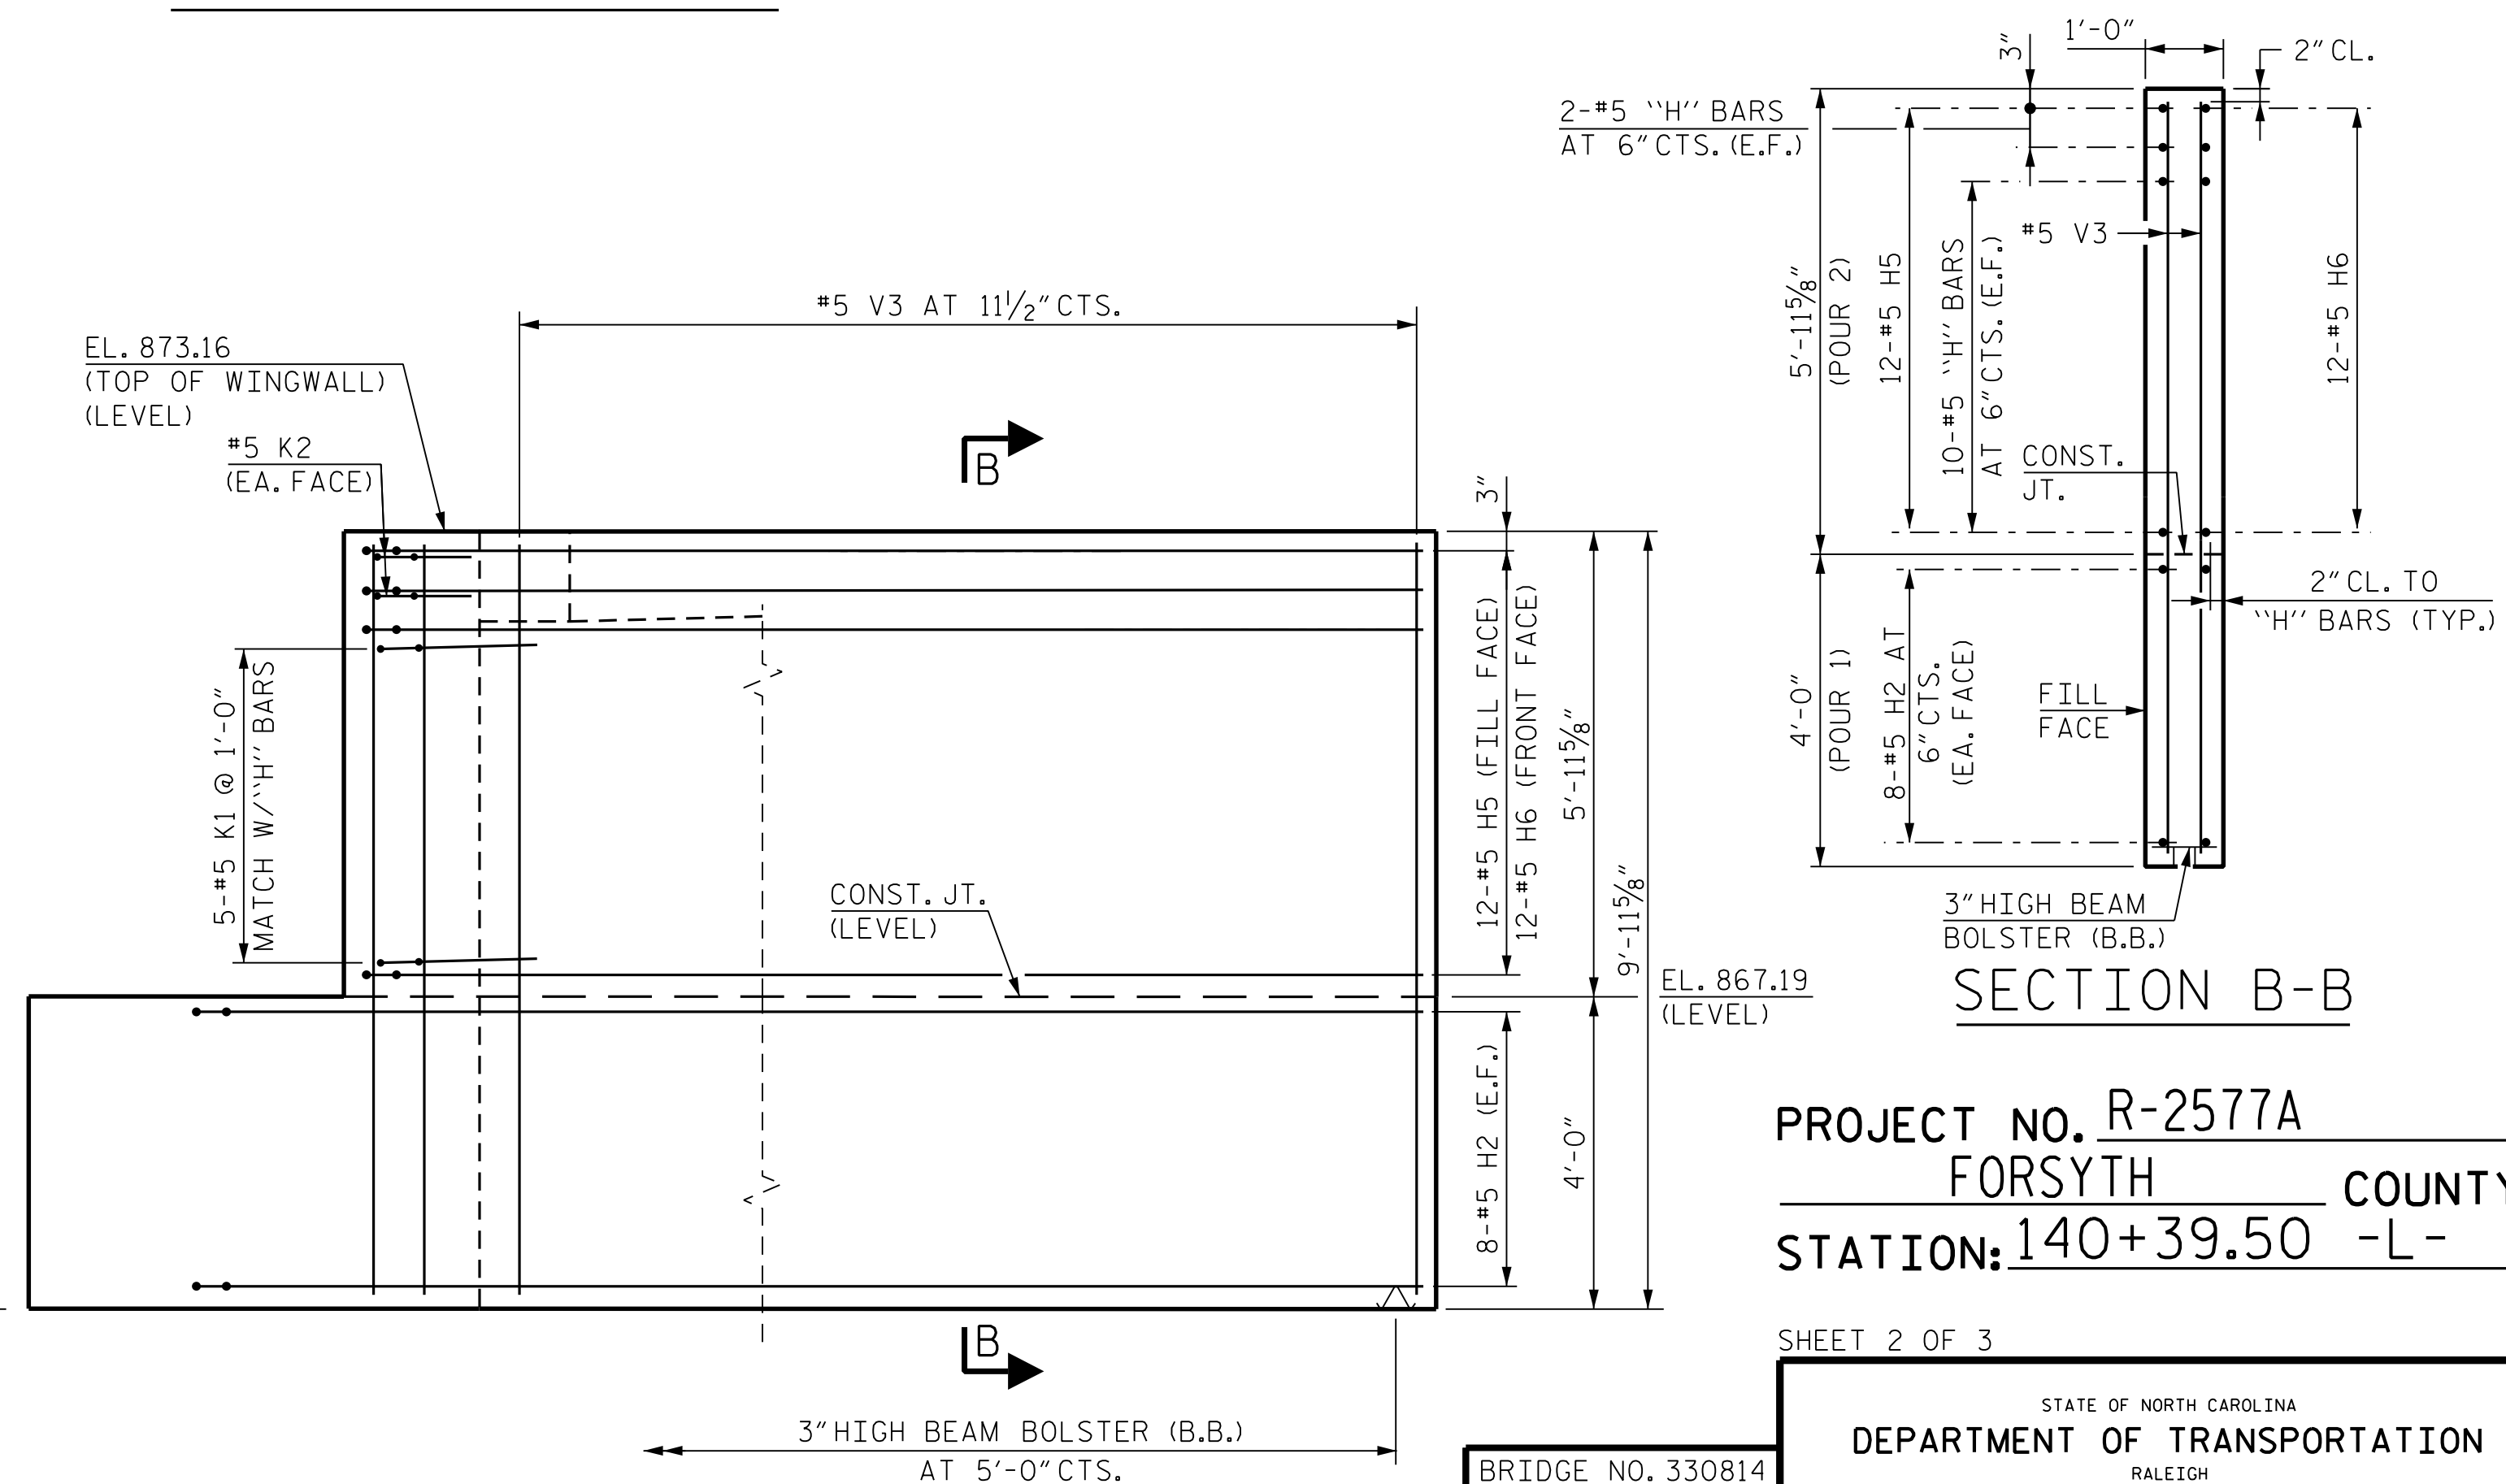 #5 V3 AT 11½" CTS.
EL. 873.16
(TOP OF WINGWALL)
(LEVEL)
#5 K2
(EA. FACE)
B
5-#5 K1 @ 1'-0"
MATCH W/"H" BARS
CONST. JT.
(LEVEL)
3"
12-#5 H5 (FILL FACE)
12-#5 H6 (FRONT FACE)
5'-11⅝"
9'-11⅝"
8-#5 H2 (E.F.)
4'-0"
EL. 867.19
(LEVEL)
B
3" HIGH BEAM BOLSTER (B.B.)
AT 5'-0" CTS.
1'-0"
3"
2" CL.
2-#5 "H" BARS
AT 6" CTS. (E.F.)
#5 V3
5'-11⅝"
(POUR 2)
12-#5 H5
10-#5 "H" BARS
AT 6" CTS. (E.F.)
12-#5 H6
CONST.
JT.
2" CL. TO
"H" BARS (TYP.)
4'-0"
(POUR 1)
8-#5 H2 AT
6" CTS.
(EA. FACE)
FILL
FACE
3" HIGH BEAM
BOLSTER (B.B.)
SECTION B-B
PROJECT NO. R-2577A
FORSYTH COUNTY
STATION: 140+39.50 -L-
SHEET 2 OF 3
STATE OF NORTH CAROLINA
DEPARTMENT OF TRANSPORTATION
RALEIGH
BRIDGE NO. 330814